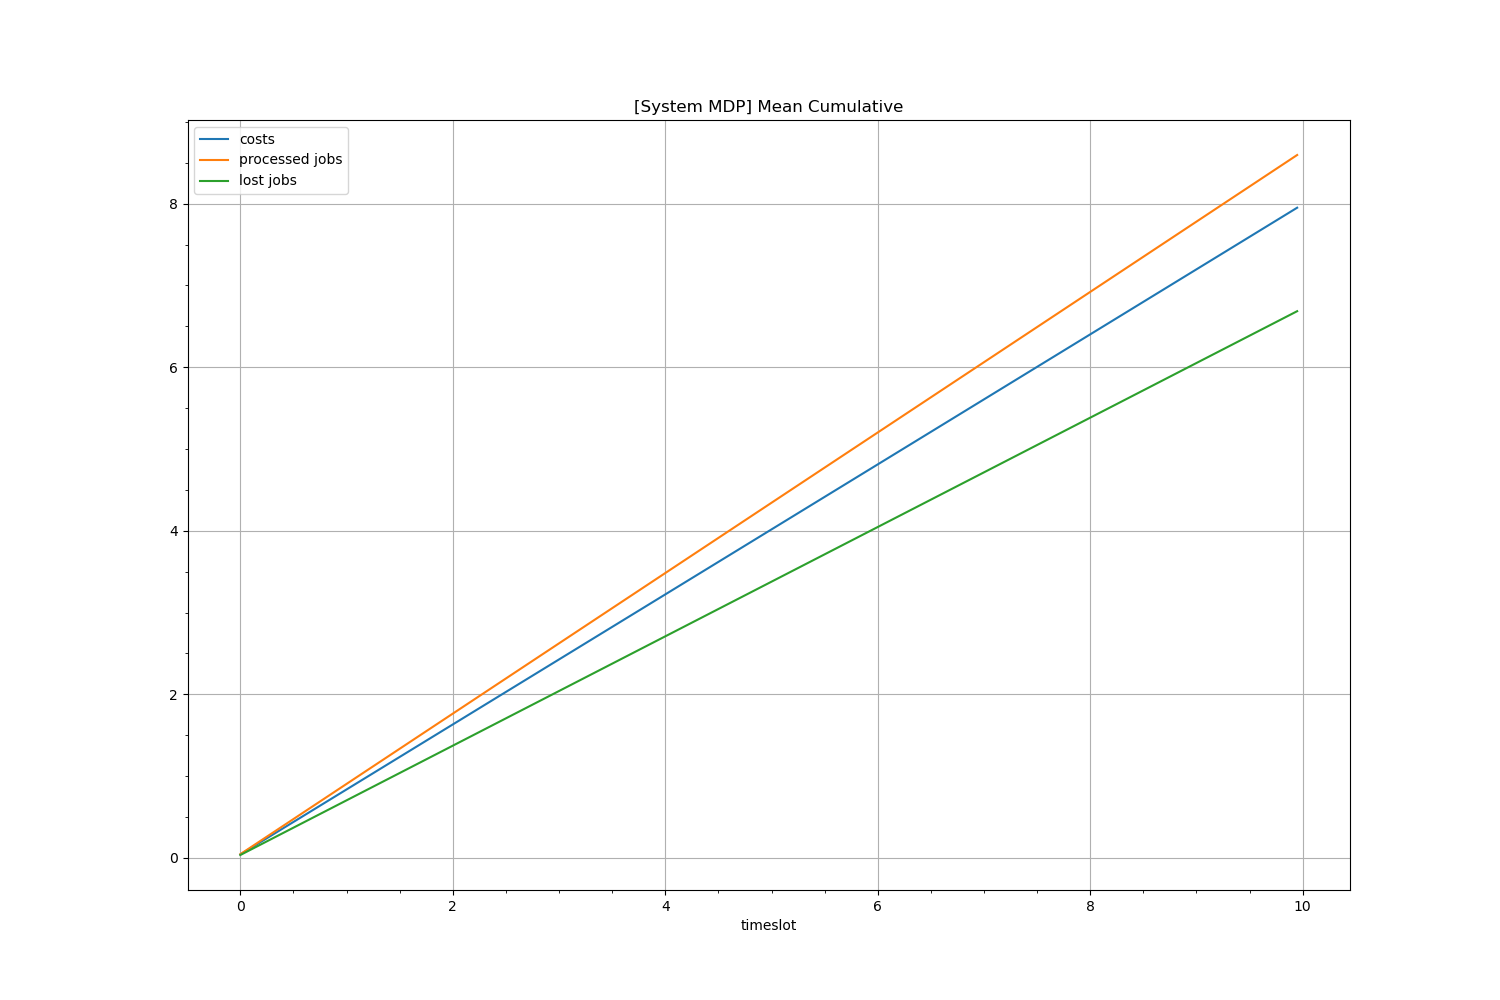 [System MDP] Mean Cumulative
costs
processed jobs
lost jobs
8
6
4
2
0
0 2 4 6 8 10
timeslot